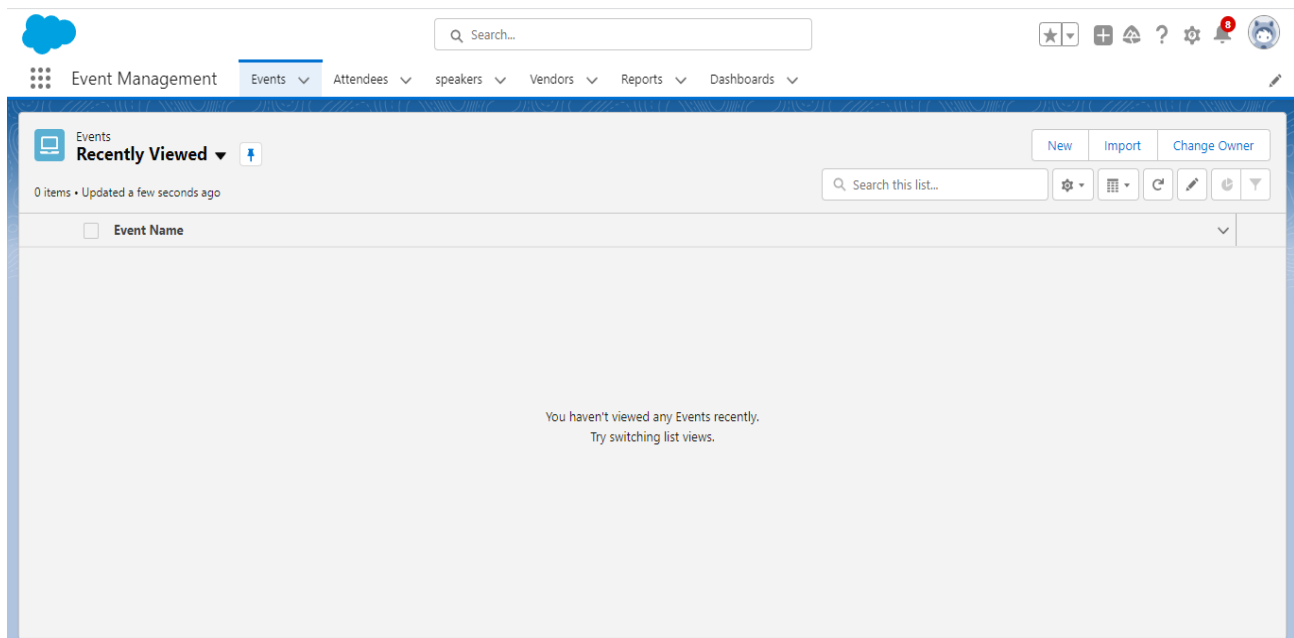 Search...
8
Event Management Events Attendees speakers Vendors Reports Dashboards
Events
Recently Viewed
New Import Change Owner
0 items • Updated a few seconds ago
Search this list...
Event Name
You haven't viewed any Events recently.
Try switching list views.